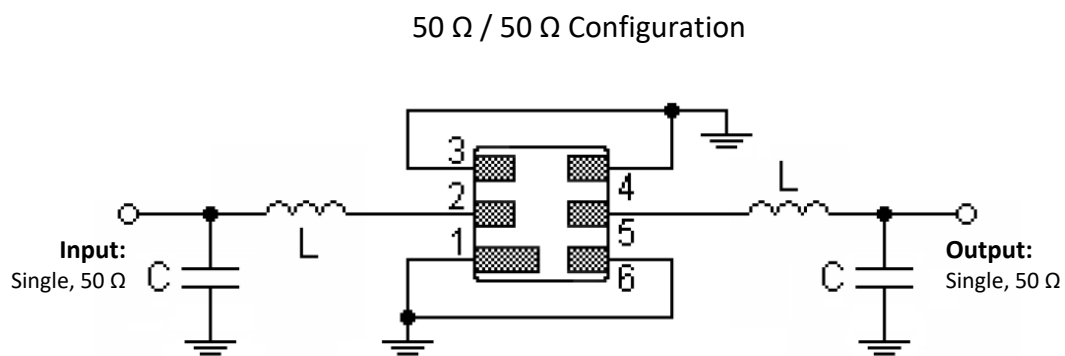 50 Ω / 50 Ω Configuration
3
4
L
2
5
Input:
Single, 50 Ω
L
1
C
6
C
Output:
Single, 50 Ω